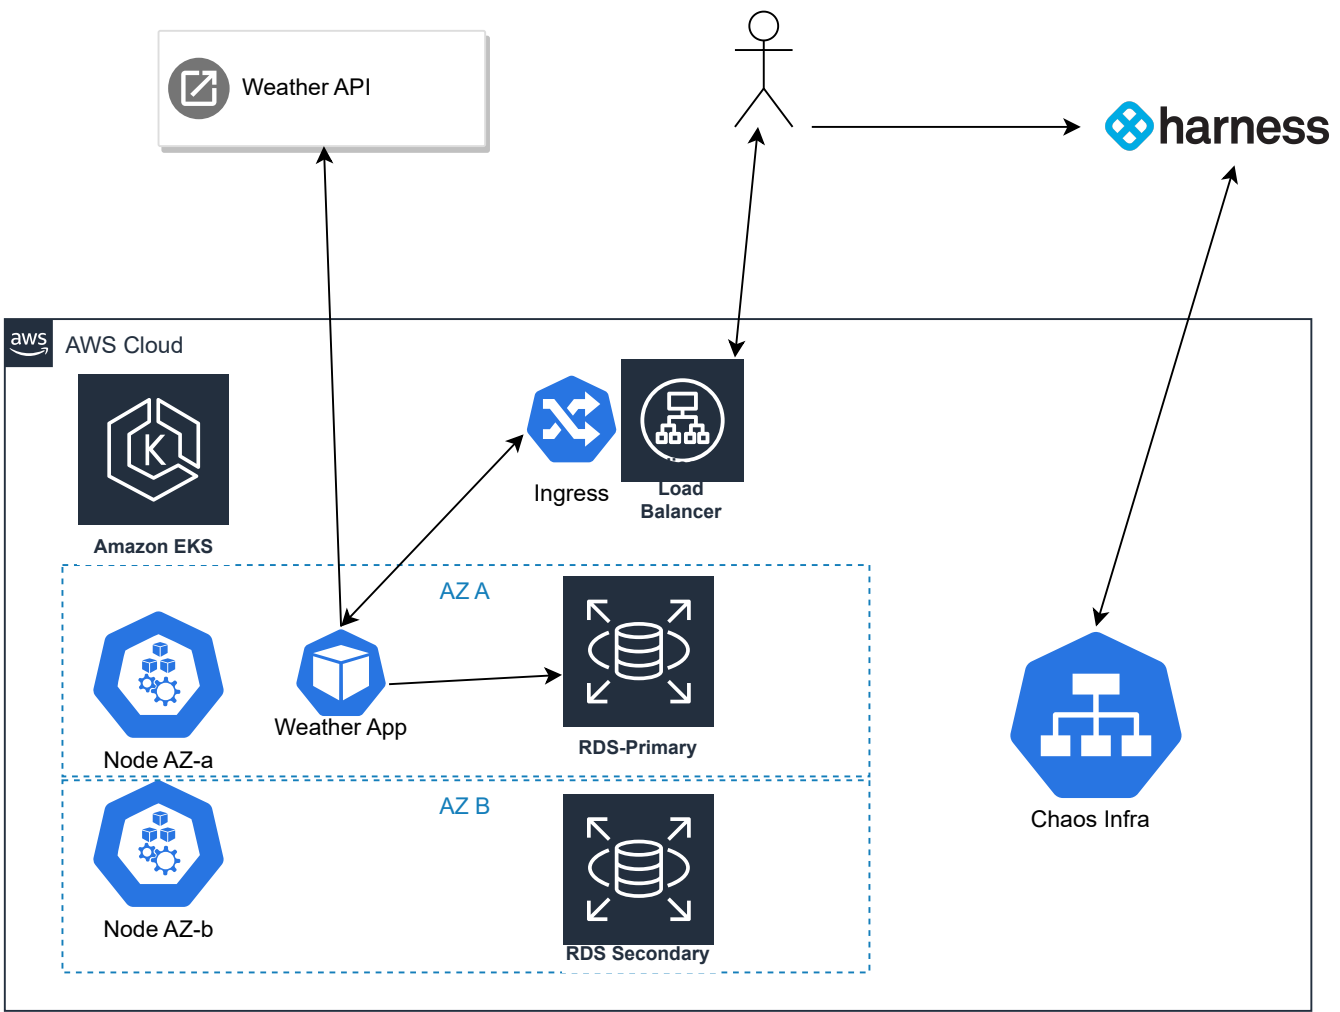 Weather API
harness
aws
AWS Cloud
K
Ingress
Load
Balancer
Amazon EKS
AZ A
Weather App
RDS-Primary
Node AZ-a
AZ B
Chaos Infra
Node AZ-b
RDS Secondary